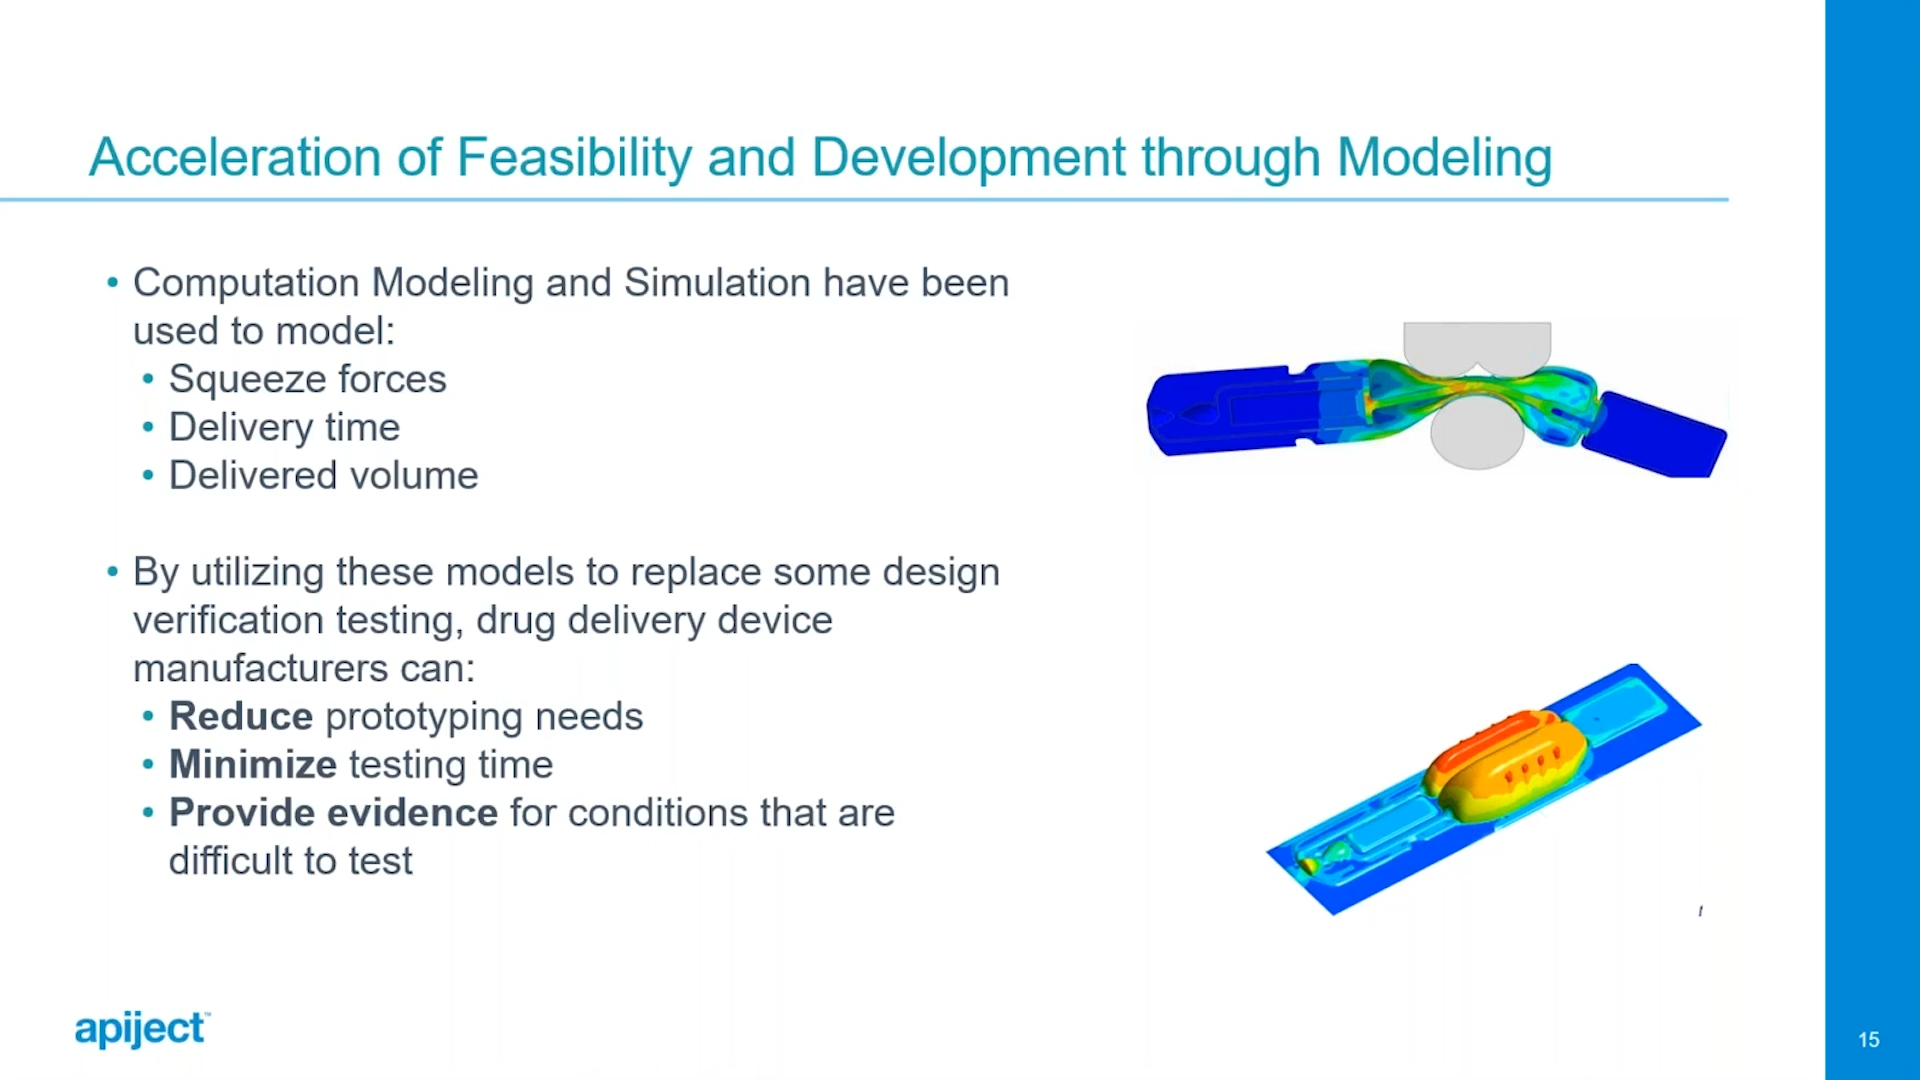 Acceleration of Feasibility and Development through Modeling
• Computation Modeling and Simulation have been
used to model:
• Squeeze forces
• Delivery time
• Delivered volume
• By utilizing these models to replace some design
verification testing, drug delivery device
manufacturers can:
• Reduce prototyping needs
• Minimize testing time
• Provide evidence for conditions that are
difficult to test
apiject™
15